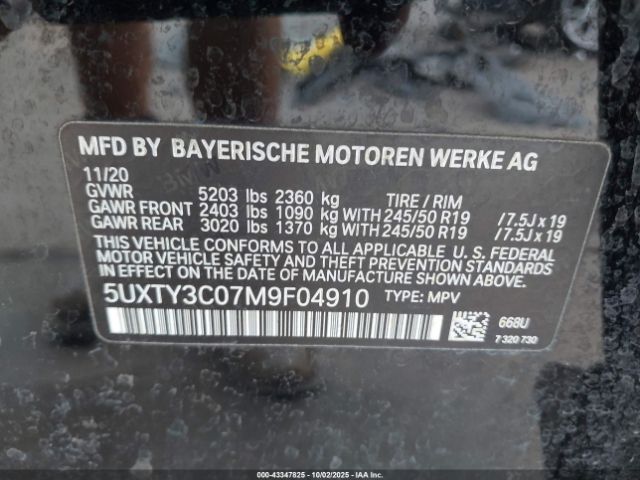 MFD BY BAYERISCHE MOTOREN WERKE AG
11/20
GVWR 5203 lbs 2360 kg TIRE / RIM
GAWR FRONT 2403 lbs 1090 kg WITH 245/50 R19 / 7.5J x 19
GAWR REAR 3020 lbs 1370 kg WITH 245/50 R19 / 7.5J x 19
THIS VEHICLE CONFORMS TO ALL APPLICABLE U. S. FEDERAL
MOTOR VEHICLE SAFETY AND THEFT PREVENTION STANDARDS
IN EFFECT ON THE DATE OF MANUFACTURE SHOWN ABOVE.
5UXTY3C07M9F04910 TYPE: MPV
668U
7 320 730
Copart: 43347825 - 10/02/2025 - IAA Inc.